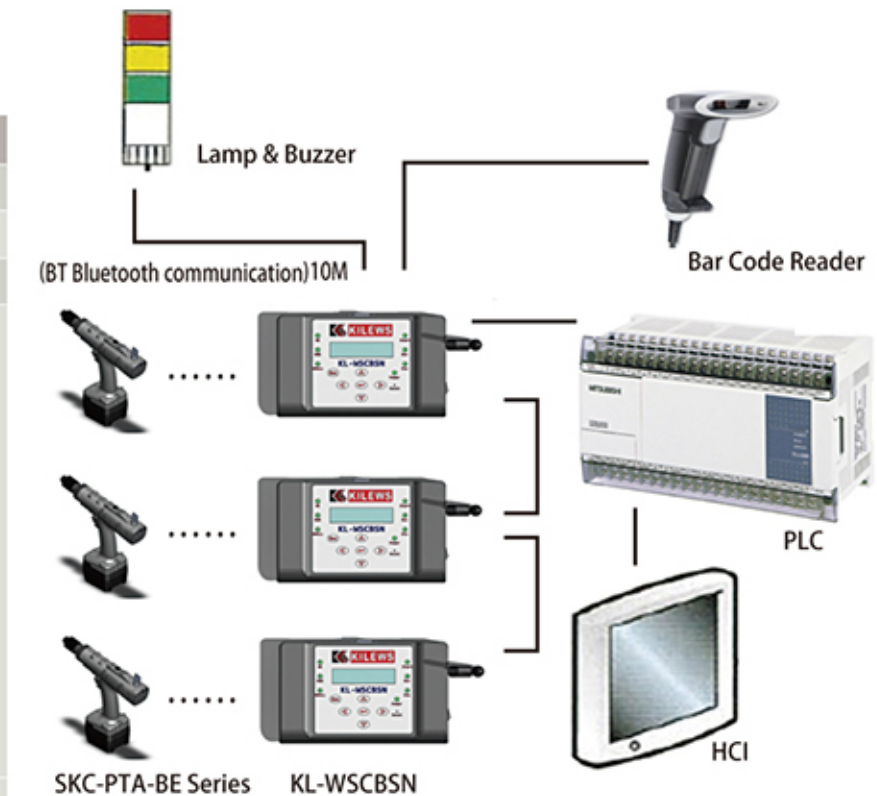 Lamp & Buzzer
Bar Code Reader
(BT Bluetooth communication)10M
KILEWS
KL-WSCBSN
MITSUBISHI
PLC
KILEWS
KL-WSCBSN
KILEWS
KL-WSCBSN
HCI
SKC-PTA-BE Series
KL-WSCBSN